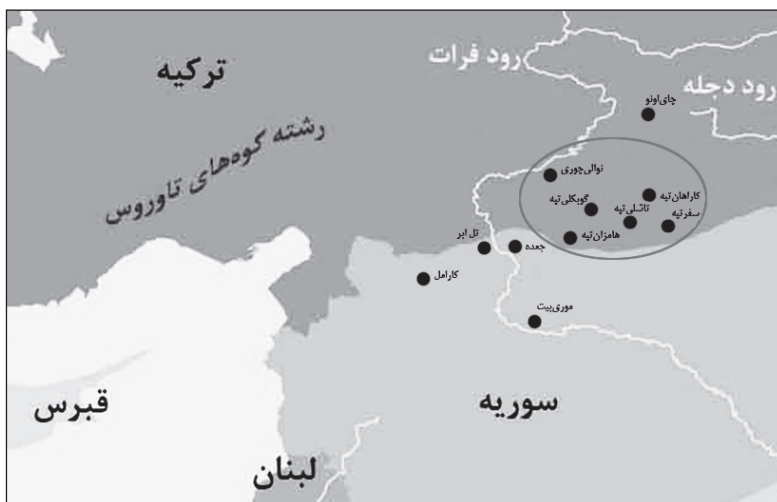 ترکیه
رود فرات
رود دجله
چای‌اونو
رشته کوه‌های تاوروس
نوالی‌چوری
کاراهان‌تپه
گوبکلی‌تپه
تاشلی‌تپه
سفرتپه
هامزان‌تپه
تل ابر
جعده
کارامل
موری‌بیت
قبرس
سوریه
لبنان